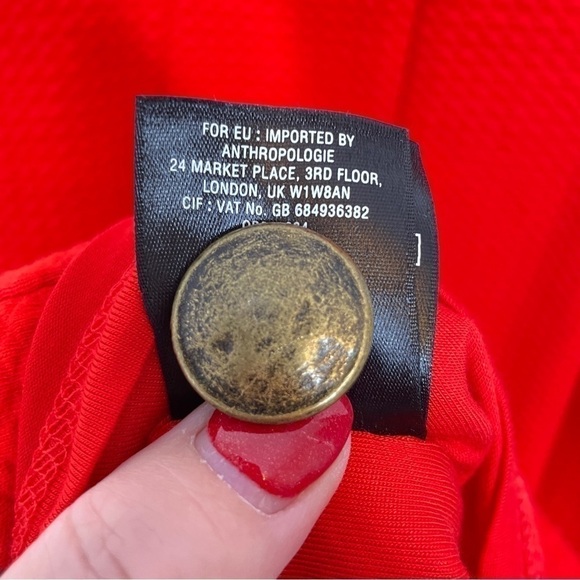 FOR EU : IMPORTED BY
ANTHROPOLOGIE
24 MARKET PLACE, 3RD FLOOR,
LONDON, UK W1W8AN
CIF : VAT No. GB 684936382